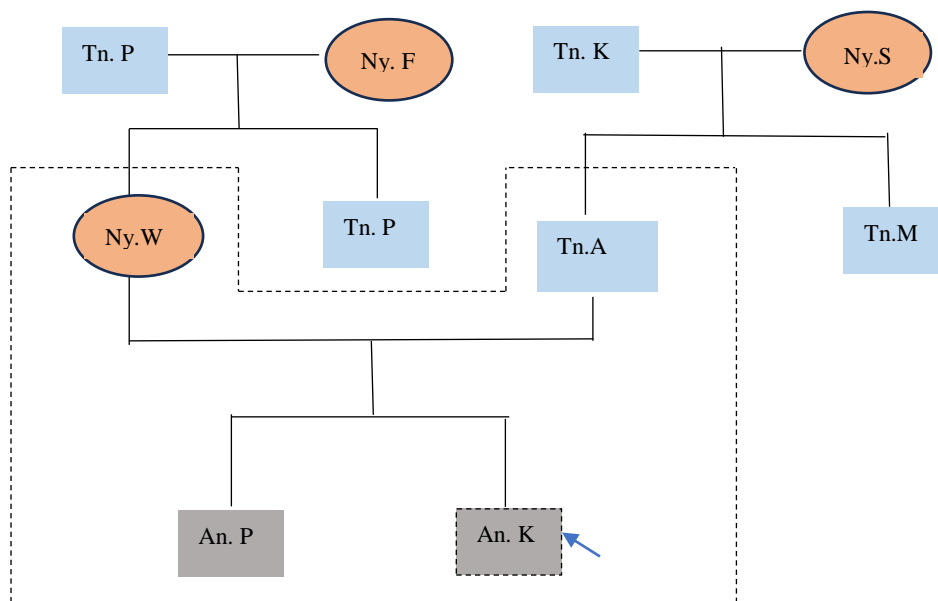 Tn. P
Ny. F
Tn. K
Ny.S
Ny.W
Tn. P
Tn.A
Tn.M
An. P
An. K